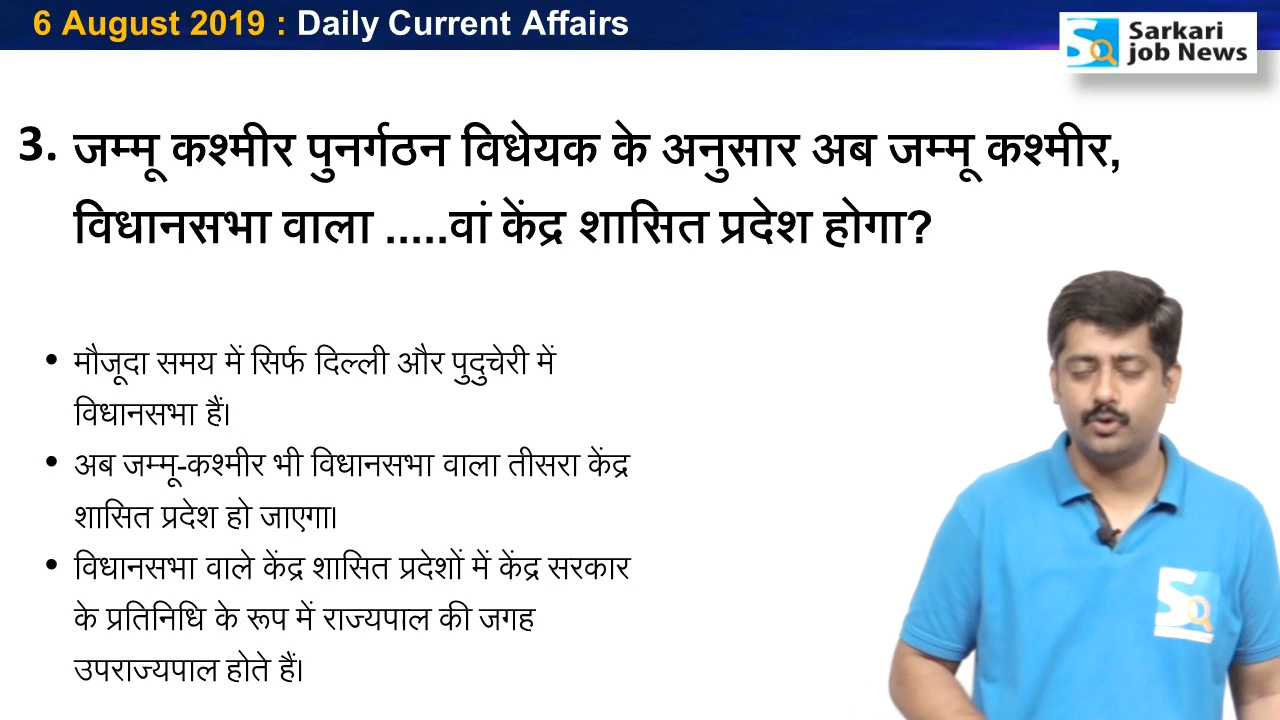 6 August 2019 : Daily Current Affairs
Sarkari
job News
3. जम्मू कश्मीर पुनर्गठन विधेयक के अनुसार अब जम्मू कश्मीर,
विधानसभा वाला .....वां केंद्र शासित प्रदेश होगा?
• मौजूदा समय में सिर्फ दिल्ली और पुदुचेरी में
विधानसभा हैं।
• अब जम्मू-कश्मीर भी विधानसभा वाला तीसरा केंद्र
शासित प्रदेश हो जाएगा।
• विधानसभा वाले केंद्र शासित प्रदेशों में केंद्र सरकार
के प्रतिनिधि के रूप में राज्यपाल की जगह
उपराज्यपाल होते हैं।